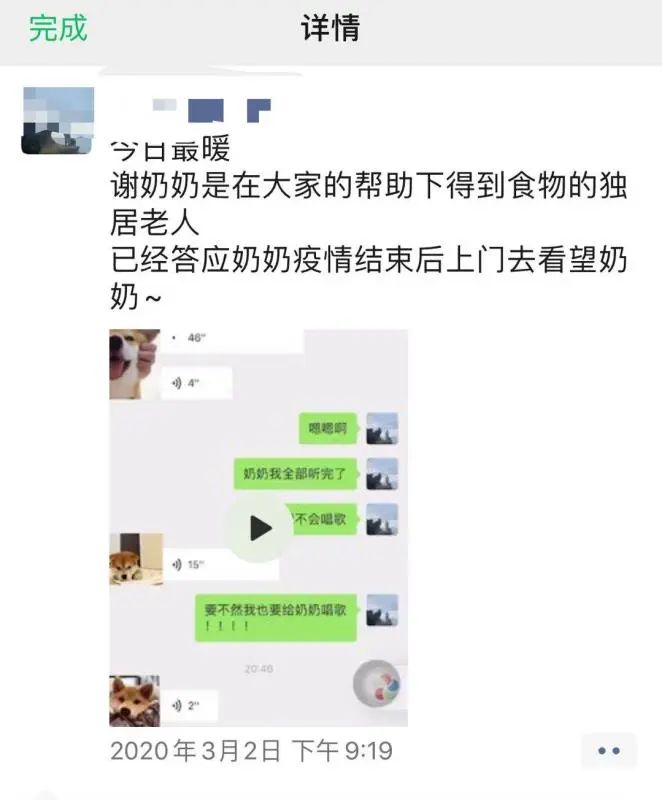 完成
详情
今日最暖
谢奶奶是在大家的帮助下得到食物的独
居老人
已经答应奶奶疫情结束后上门去看望奶
奶~
46"
4"
嗯嗯啊
奶奶我全部听完了
不会唱歌
15"
要不然我也要给奶奶唱歌
！！！！
20:46
2"
2020年3月2日 下午9:19